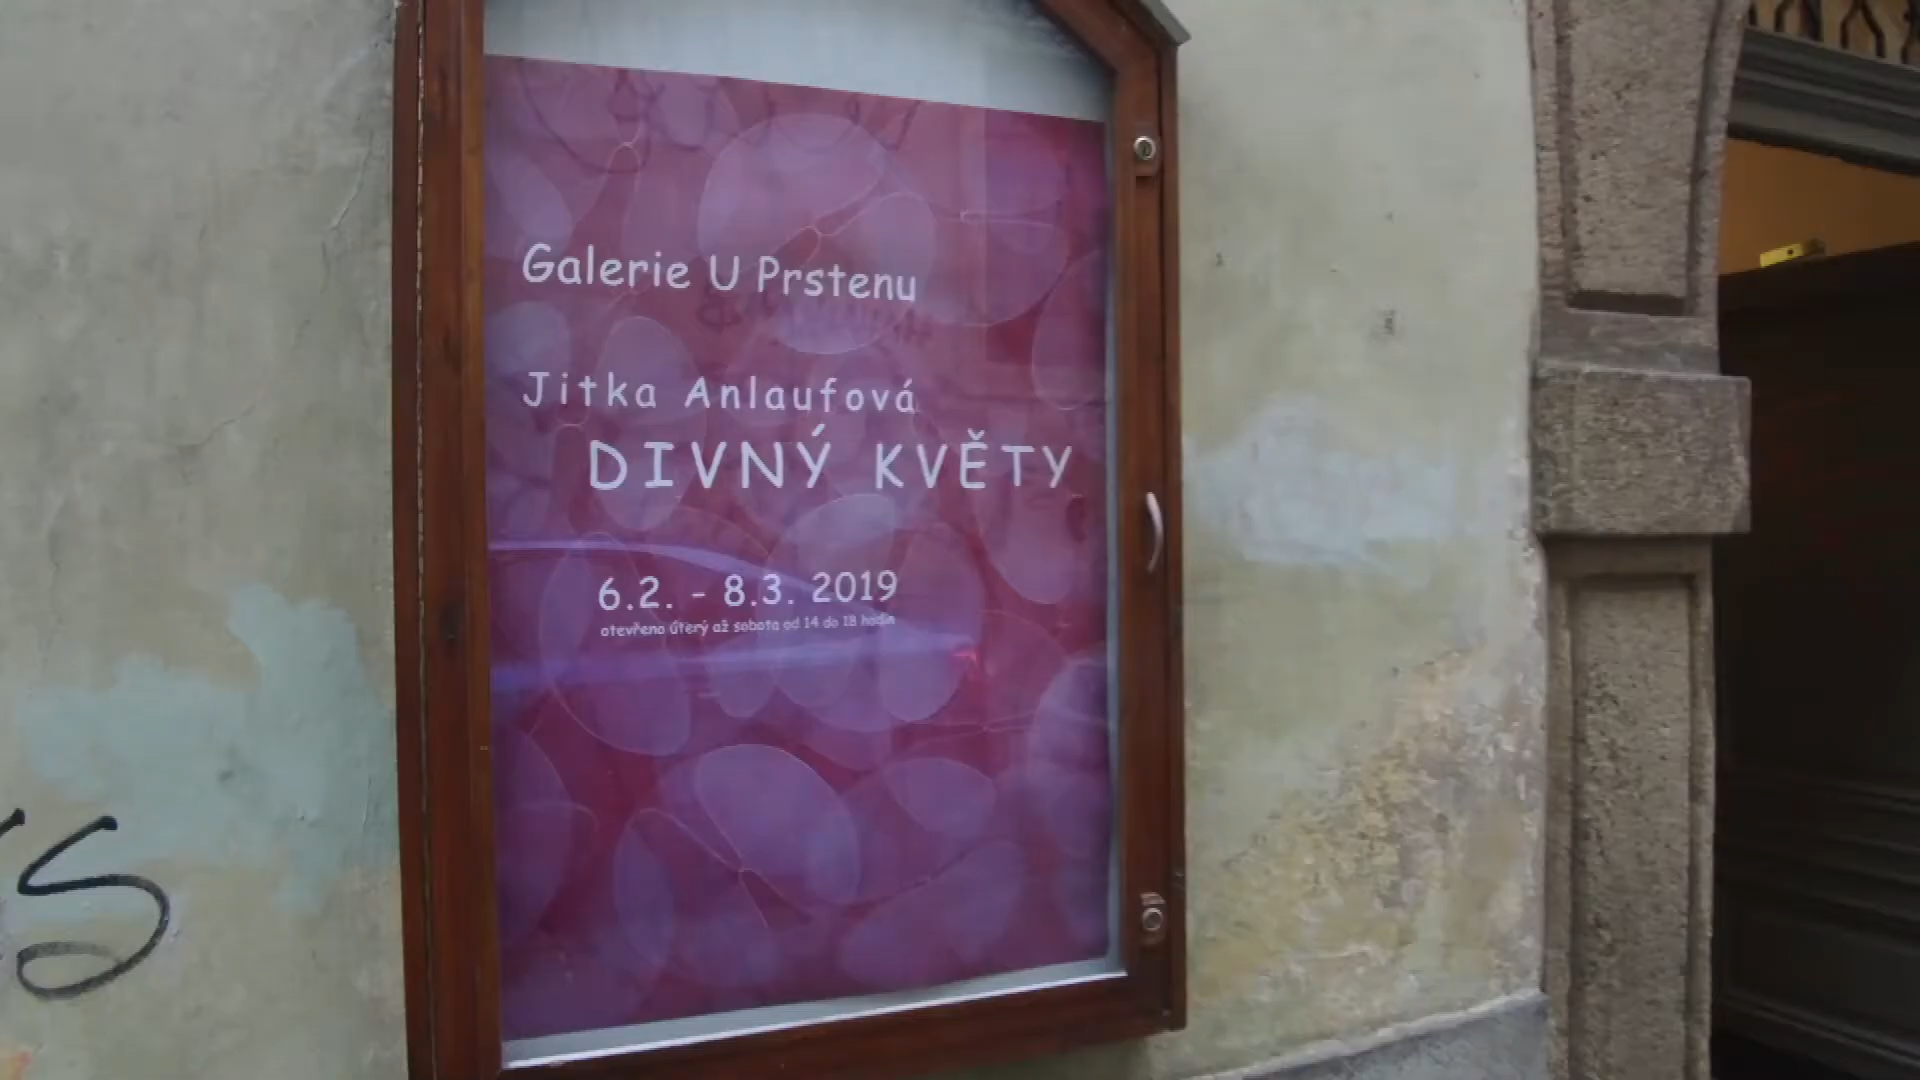 Galerie U Prstenu
Jitka Anlaufová
DIVNÝ KVĚTY
6.2. - 8.3. 2019
otevřeno úterý až sobota od 14 do 18 hodin